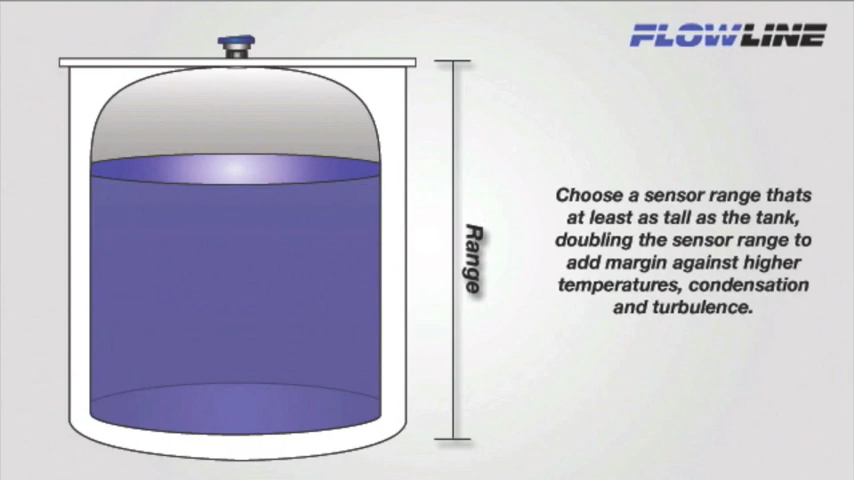 FLOWLINE
Choose a sensor range thats
at least as tall as the tank,
doubling the sensor range to
add margin against higher
temperatures, condensation
and turbulence.
Range